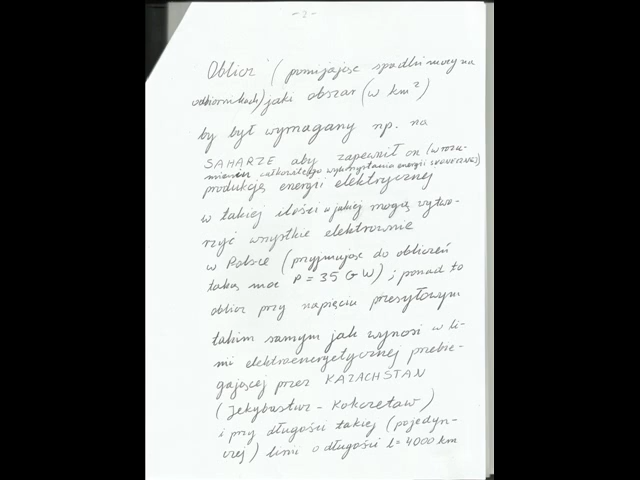 - 2 -
Oblicz (pomijając spadki mocy na
odbiornikach) jaki obszar (w km²)
by był wymagany np. na
SAHARZE aby zapewnił on (w rozu-
mieniu całkowitego wykorzystania energii słonecznej)
produkcję energii elektrycznej
w takiej ilości w jakiej mogą wytwo-
rzyć wszystkie elektrownie
w Polsce (przyjmując do obliczeń
taką moc P = 35 GW) ; ponad to
oblicz przy napięciu przesyłowym
takim samym jak wynosi w li-
nii elektroenergetycznej przebie-
gającej przez KAZACHSTAN
(Jekybastuz - Kokczetaw)
i przy długości takiej (pojedyn-
czej) linii o długości l = 4000 km